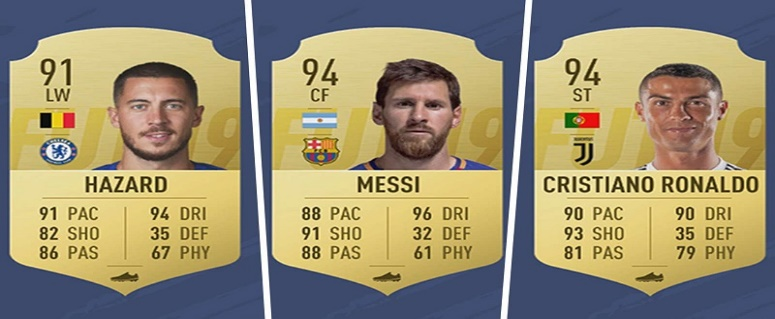 91
LW
HAZARD
91 PAC 94 DRI
82 SHO 35 DEF
86 PAS 67 PHY
94
CF
MESSI
88 PAC 96 DRI
91 SHO 32 DEF
88 PAS 61 PHY
94
ST
CRISTIANO RONALDO
90 PAC 90 DRI
93 SHO 35 DEF
81 PAS 79 PHY